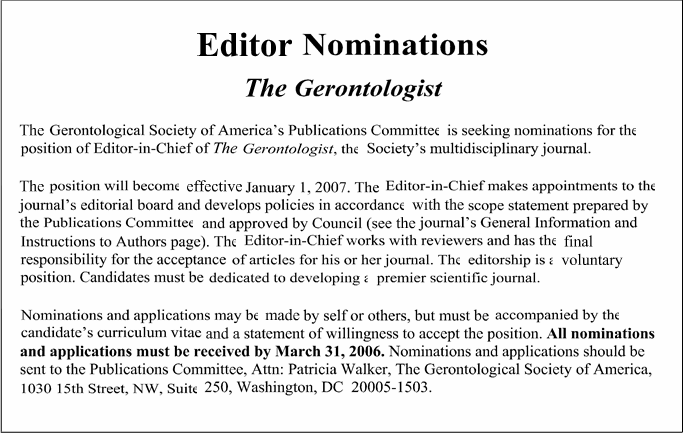 Editor Nominations
The Gerontologist
The Gerontological Society of America's Publications Committee is seeking nominations for the
position of Editor-in-Chief of The Gerontologist, the Society's multidisciplinary journal.
The position will become effective January 1, 2007. The Editor-in-Chief makes appointments to the
journal's editorial board and develops policies in accordance with the scope statement prepared by
the Publications Committee and approved by Council (see the journal's General Information and
Instructions to Authors page). The Editor-in-Chief works with reviewers and has the final
responsibility for the acceptance of articles for his or her journal. The editorship is a voluntary
position. Candidates must be dedicated to developing a premier scientific journal.
Nominations and applications may be made by self or others, but must be accompanied by the
candidate's curriculum vitae and a statement of willingness to accept the position. All nominations
and applications must be received by March 31, 2006. Nominations and applications should be
sent to the Publications Committee, Attn: Patricia Walker, The Gerontological Society of America,
1030 15th Street, NW, Suite 250, Washington, DC 20005-1503.